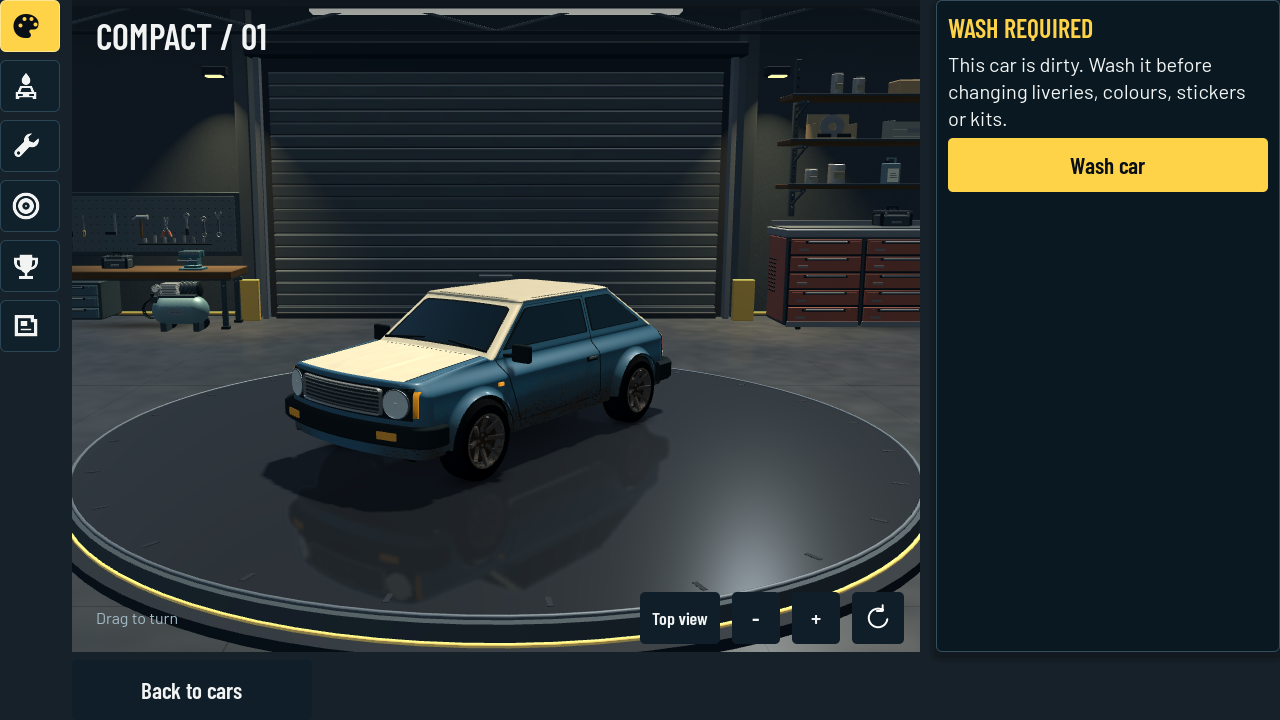 COMPACT / 01
WASH REQUIRED
This car is dirty. Wash it before
changing liveries, colours, stickers
or kits.
Wash car
Drag to turn
Top view
-
+
Back to cars